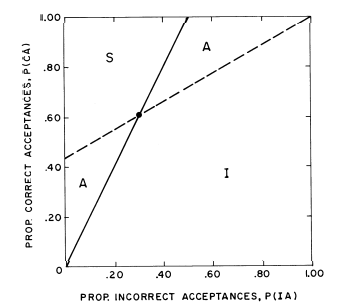 1.00
.80
.60
.40
.20
0
.20
.40
.60
.80
1.00
S
A
A
I
PROP. CORRECT ACCEPTANCES, P(CA)
PROP. INCORRECT ACCEPTANCES, P(IA)